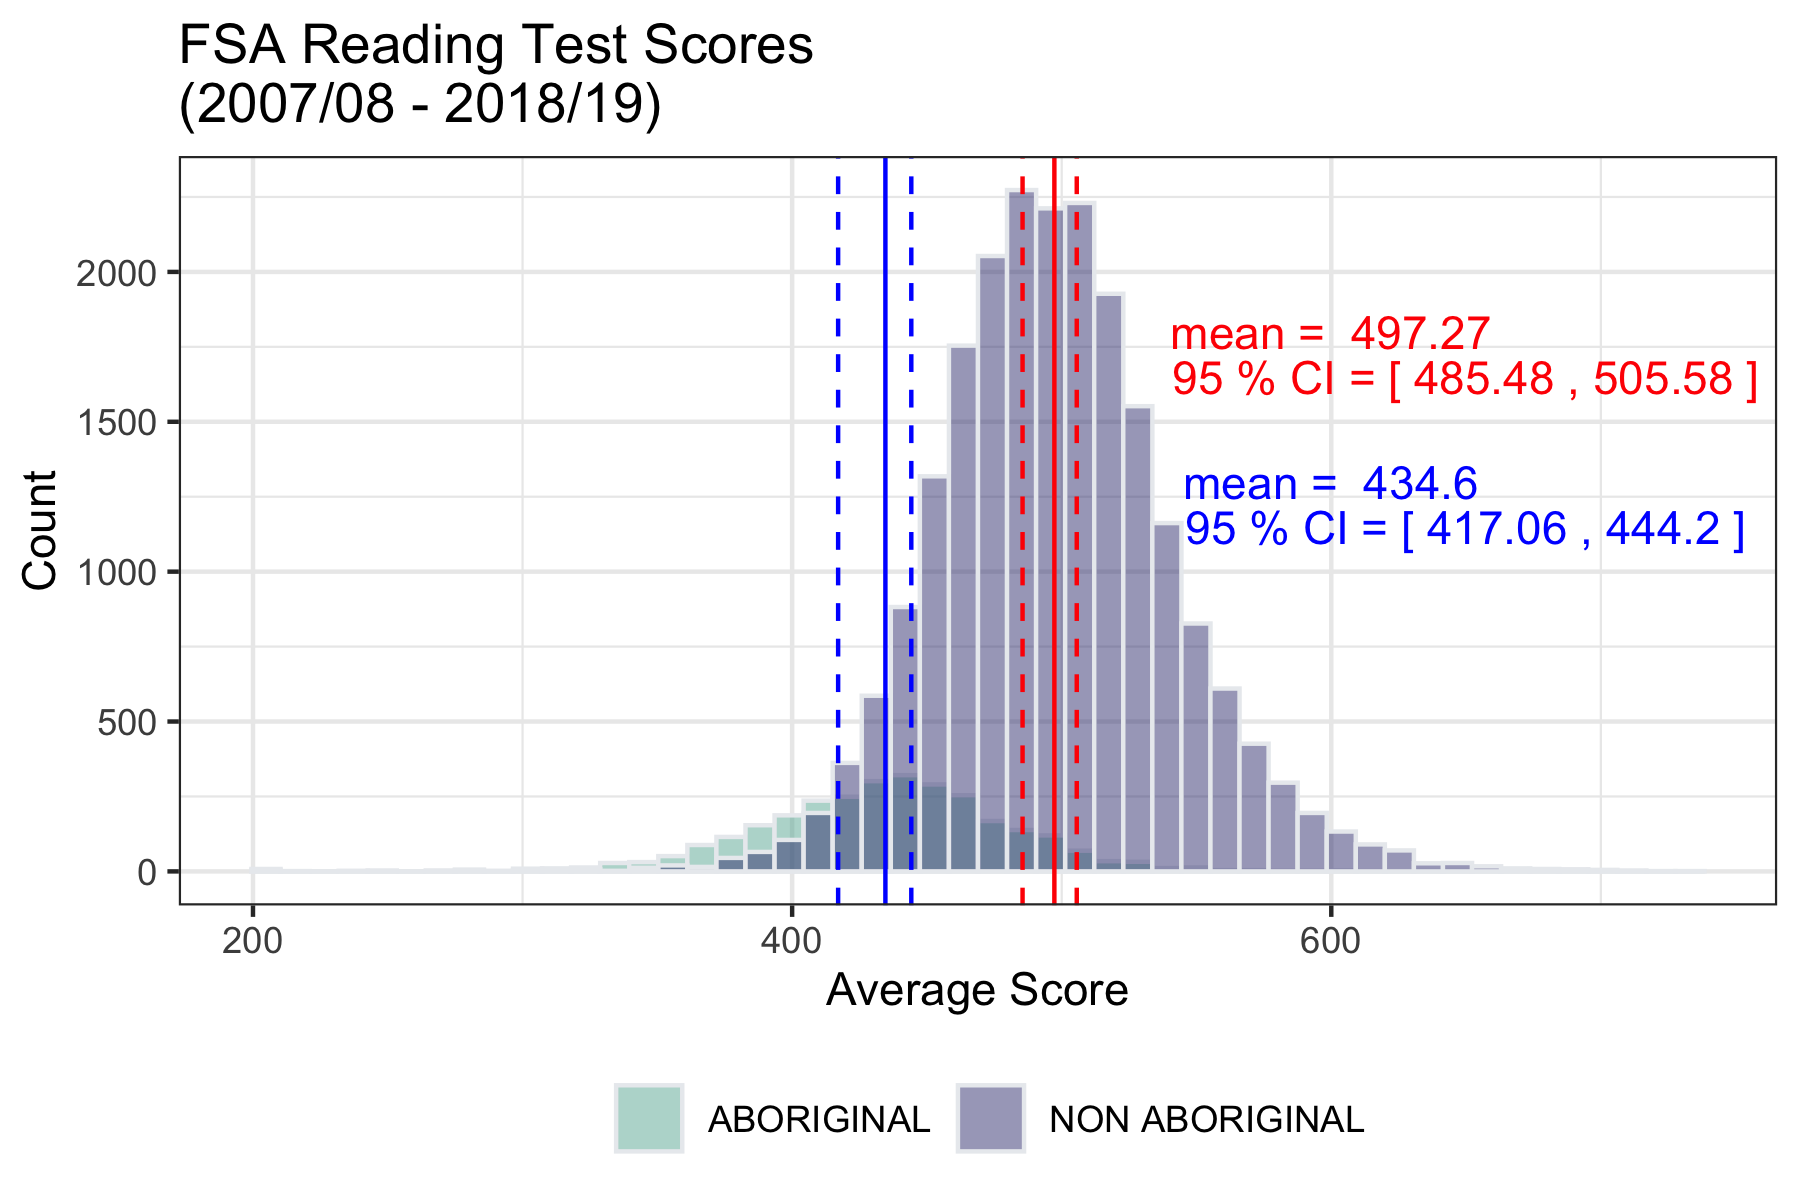 FSA Reading Test Scores
(2007/08 - 2018/19)
mean =  497.27
95 % CI = [ 485.48 , 505.58 ]
mean =  434.6
95 % CI = [ 417.06 , 444.2 ]
Count
2000
1500
1000
500
0
200
400
600
Average Score
ABORIGINAL
NON ABORIGINAL